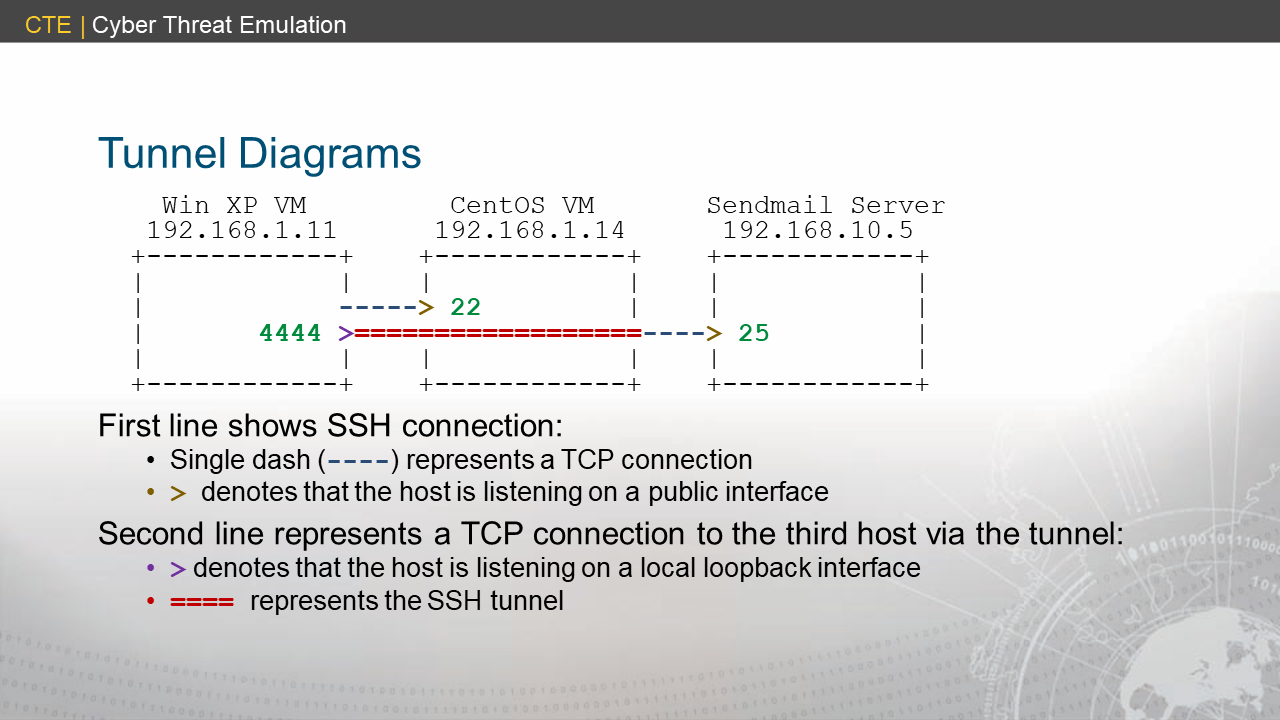 CTE | Cyber Threat Emulation
Tunnel Diagrams
Win XP VM CentOS VM Sendmail Server
192.168.1.11 192.168.1.14 192.168.10.5
+------------+ +------------+ +------------+
| | | | | |
| -----> 22 | | |
| 4444 >==================----> 25 |
| | | | | |
+------------+ +------------+ +------------+
First line shows SSH connection:
• Single dash (----) represents a TCP connection
• > denotes that the host is listening on a public interface
Second line represents a TCP connection to the third host via the tunnel:
• > denotes that the host is listening on a local loopback interface
• ==== represents the SSH tunnel